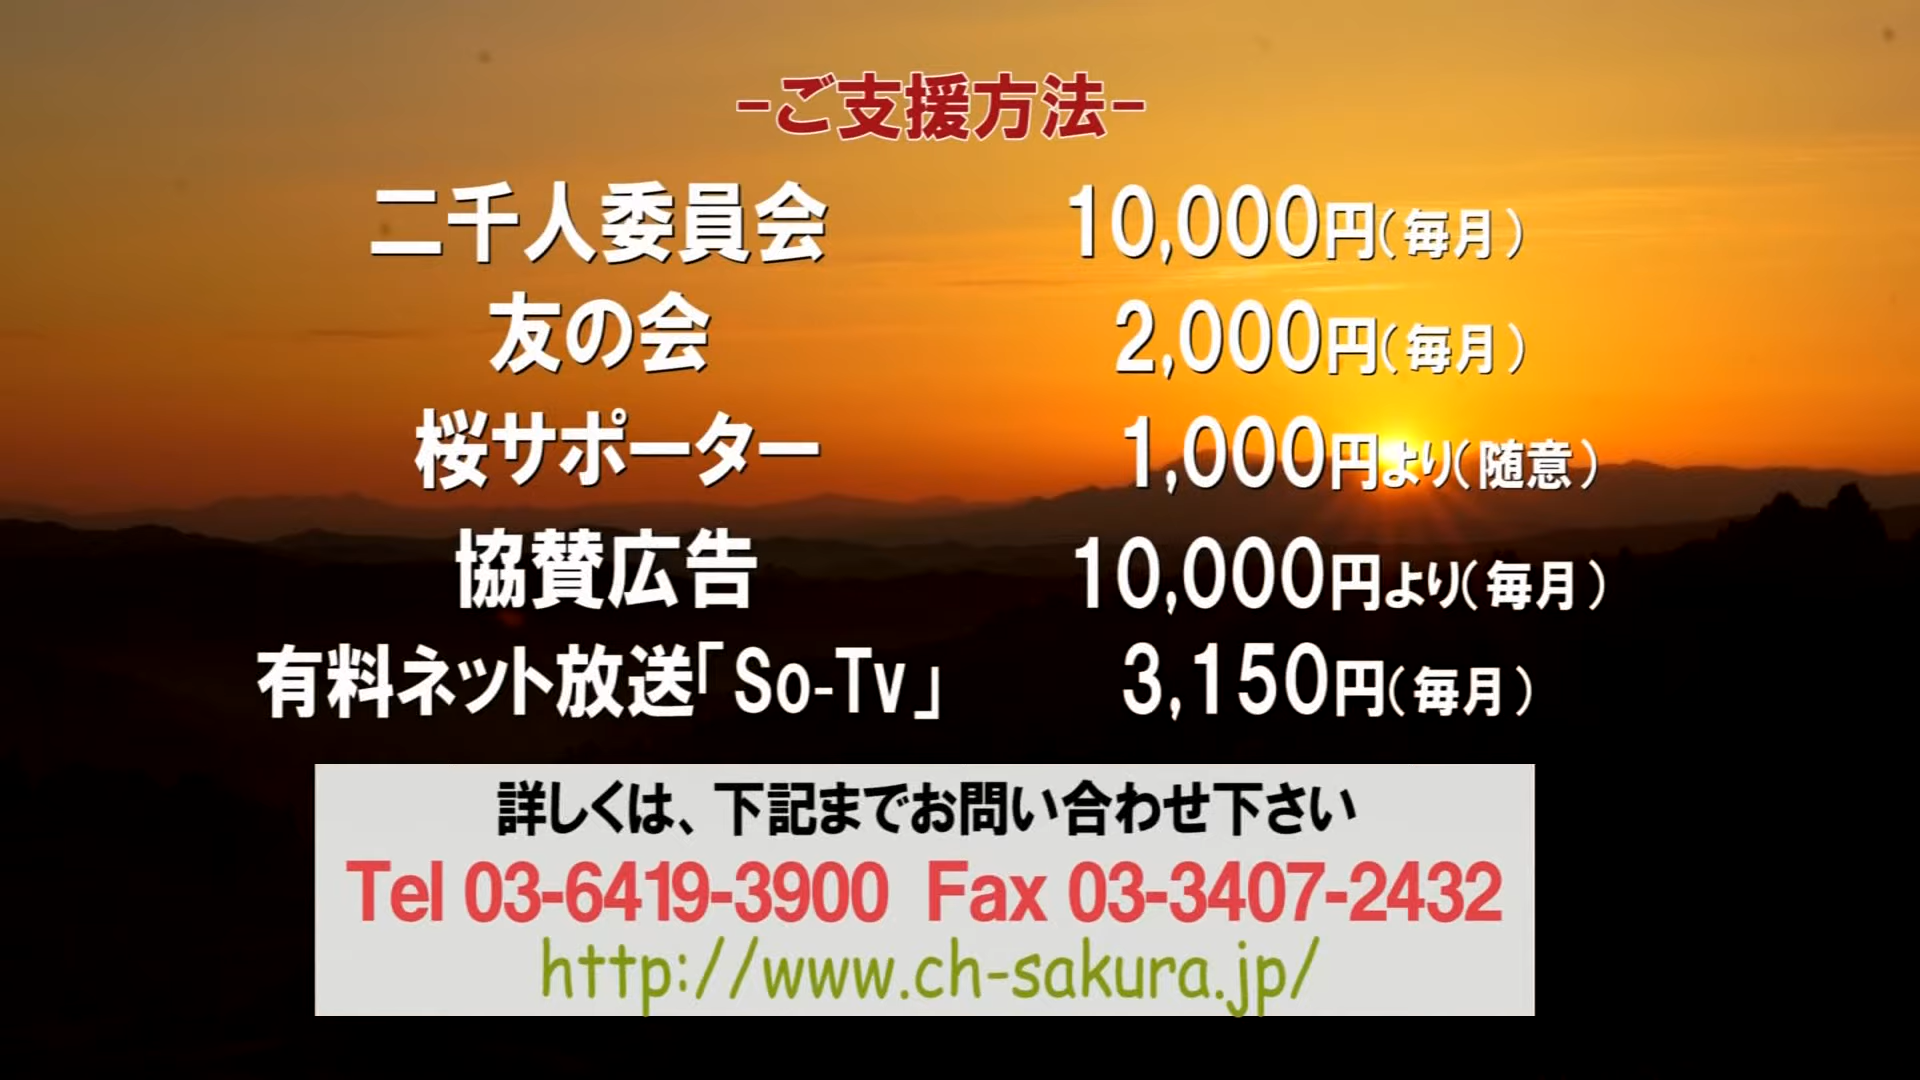 -ご支援方法-
二千人委員会 10,000円(毎月)
友の会 2,000円(毎月)
桜サポーター 1,000円より(随意)
協賛広告 10,000円より(毎月)
有料ネット放送「So-Tv」 3,150円(毎月)
詳しくは、下記までお問い合わせ下さい
Tel 03-6419-3900 Fax 03-3407-2432
http://www.ch-sakura.jp/